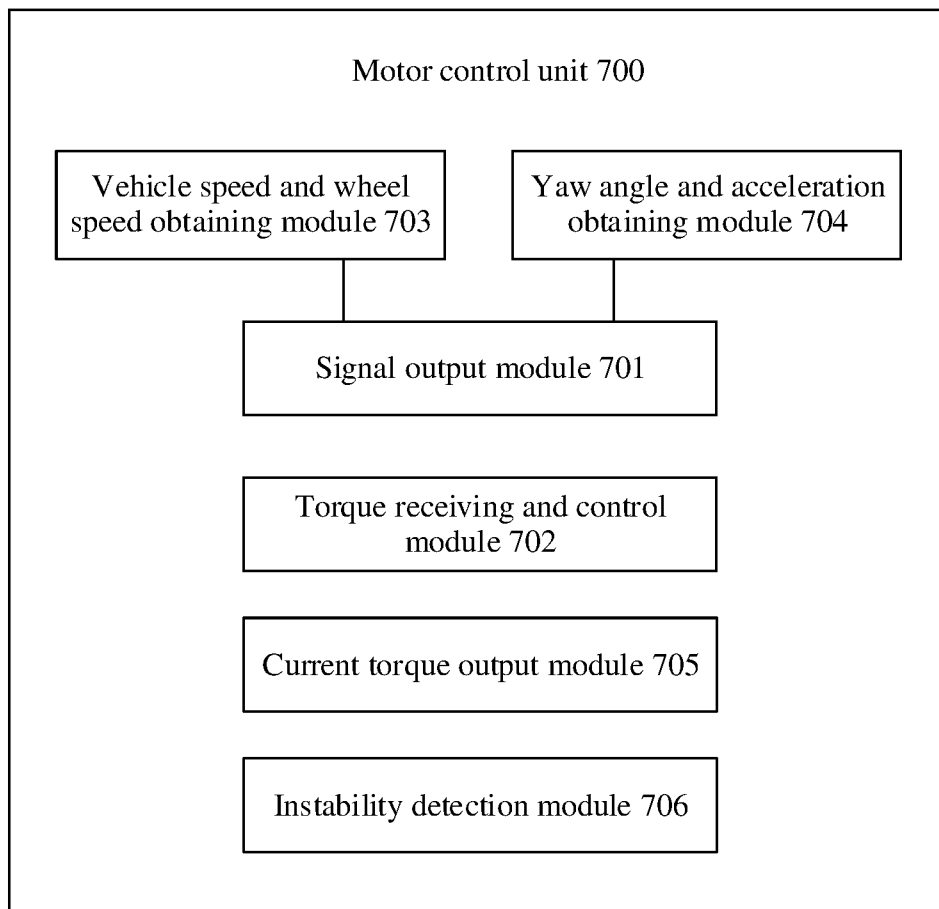 Motor control unit 700
Vehicle speed and wheel
speed obtaining module 703
Yaw angle and acceleration
obtaining module 704
Signal output module 701
Torque receiving and control
module 702
Current torque output module 705
Instability detection module 706